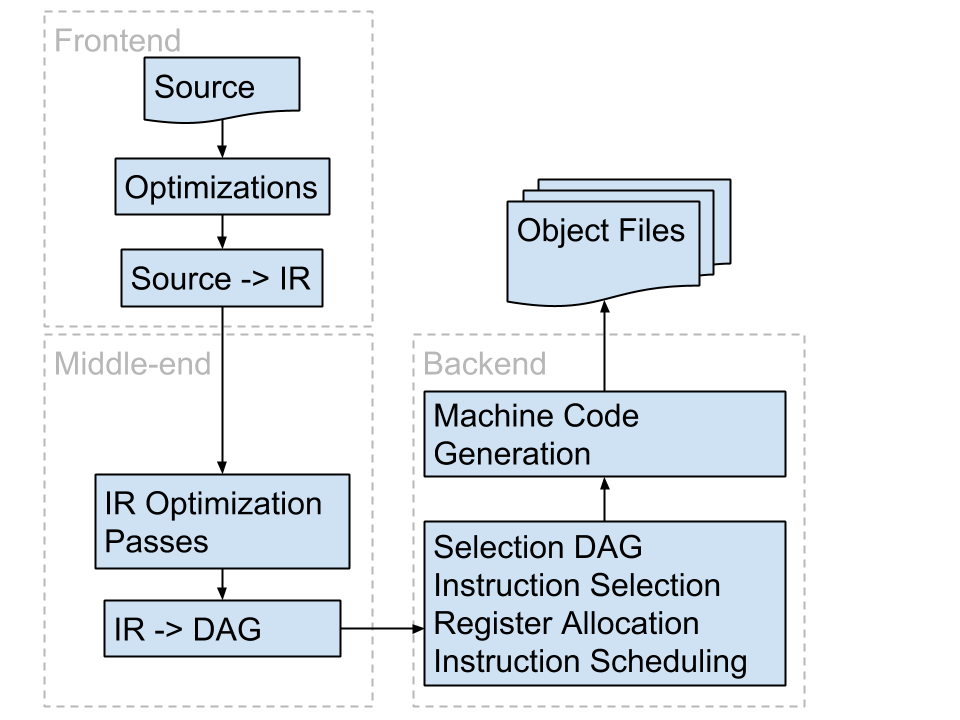 Frontend
Source
Optimizations
Source -> IR
Middle-end
IR Optimization
Passes
IR -> DAG
Object Files
Backend
Machine Code
Generation
Selection DAG
Instruction Selection
Register Allocation
Instruction Scheduling